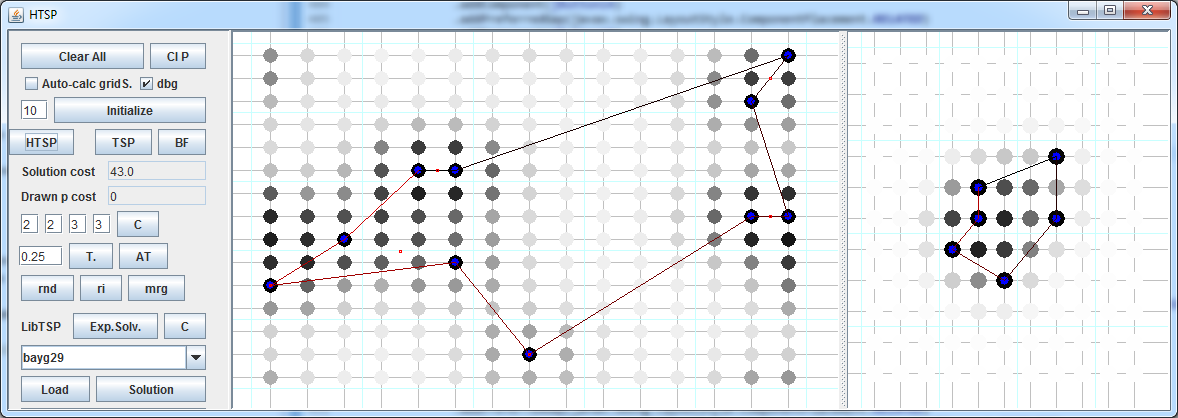 HTSP
Clear All Cl P
Auto-calc gridS. dbg
10 Initialize
HTSP TSP BF
Solution cost 43.0
Drawn p cost 0
2 2 3 3 C
0.25 T. AT
rnd ri mrg
LibTSP Exp.Solv. C
bayg29
Load Solution